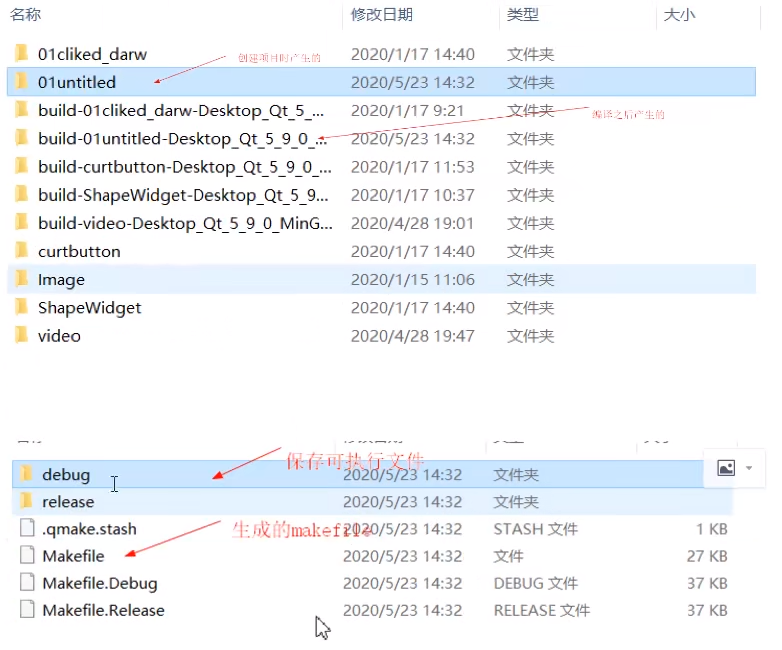 名称 修改日期 类型 大小
01cliked_darw 2020/1/17 14:40 文件夹
创建项目时产生的
01untitled 2020/5/23 14:32 文件夹
build-01cliked_darw-Desktop_Qt_5_... 2020/1/17 9:21 文件夹
编译之后产生的
build-01untitled-Desktop_Qt_5_9_0_... 2020/5/23 14:32 文件夹
build-curtbutton-Desktop_Qt_5_9_0_... 2020/1/17 11:53 文件夹
build-ShapeWidget-Desktop_Qt_5_9... 2020/1/17 10:37 文件夹
build-video-Desktop_Qt_5_9_0_MinG... 2020/4/28 19:01 文件夹
curtbutton 2020/1/17 14:40 文件夹
Image 2020/1/15 11:06 文件夹
ShapeWidget 2020/1/17 14:40 文件夹
video 2020/4/28 19:47 文件夹
保存可执行文件
debug 2020/5/23 14:32 文件夹
release 2020/5/23 14:32 文件夹
.qmake.stash 2020/5/23 14:32 STASH 文件 1 KB
生成的makefile
Makefile 2020/5/23 14:32 文件 27 KB
Makefile.Debug 2020/5/23 14:32 DEBUG 文件 37 KB
Makefile.Release 2020/5/23 14:32 RELEASE 文件 37 KB